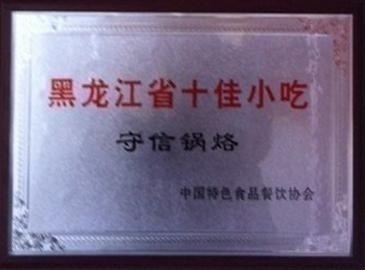 黑龙江省十佳小吃
守信锅烙
中国特色食品餐饮协会